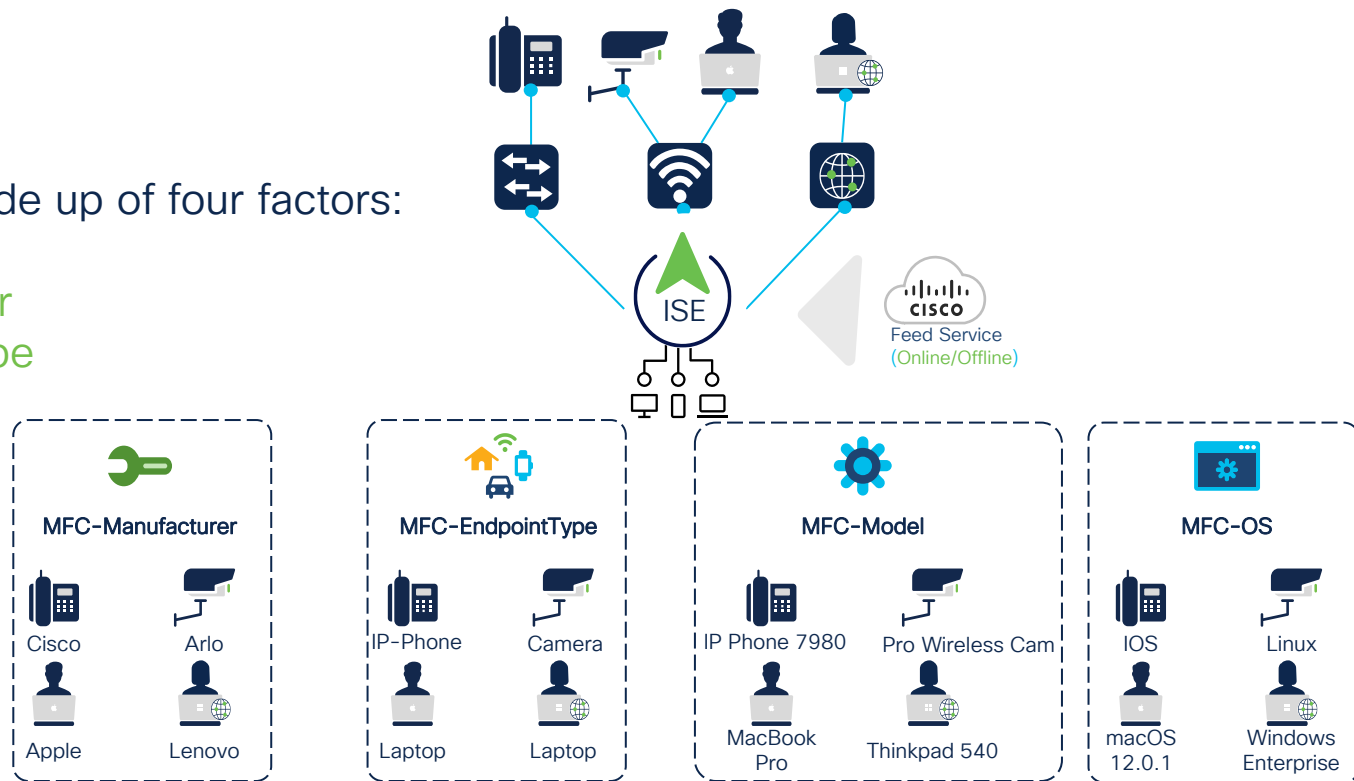 de up of four factors:
r
pe
ISE
CISCO
Feed Service
(Online/Offline)
MFC-Manufacturer
Cisco
Arlo
Apple
Lenovo
MFC-EndpointType
IP-Phone
Camera
Laptop
Laptop
MFC-Model
IP Phone 7980
Pro Wireless Cam
MacBook
Pro
Thinkpad 540
MFC-OS
IOS
Linux
macOS
12.0.1
Windows
Enterprise